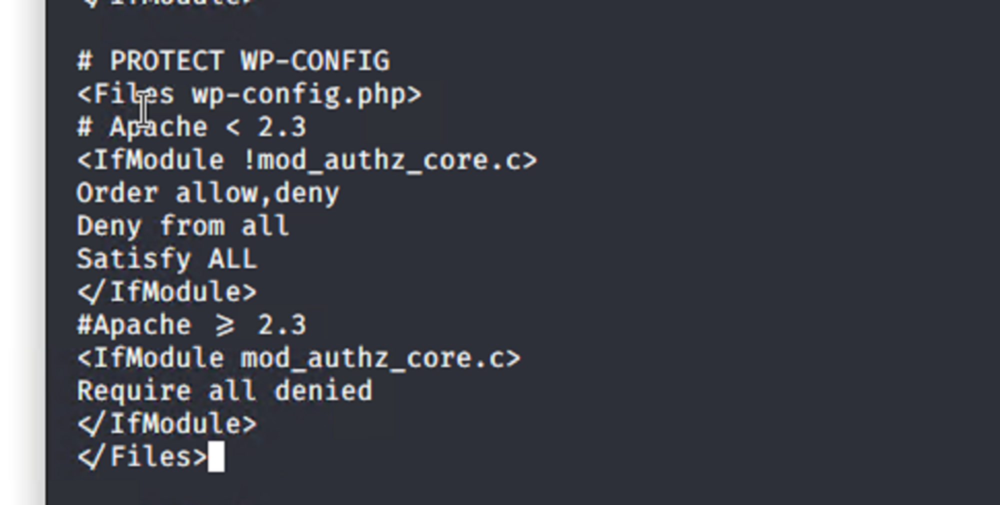 </IfModule>
# PROTECT WP-CONFIG
<Files wp-config.php>
# Apache < 2.3
<IfModule !mod_authz_core.c>
Order allow,deny
Deny from all
Satisfy ALL
</IfModule>
#Apache >= 2.3
<IfModule mod_authz_core.c>
Require all denied
</IfModule>
</Files>